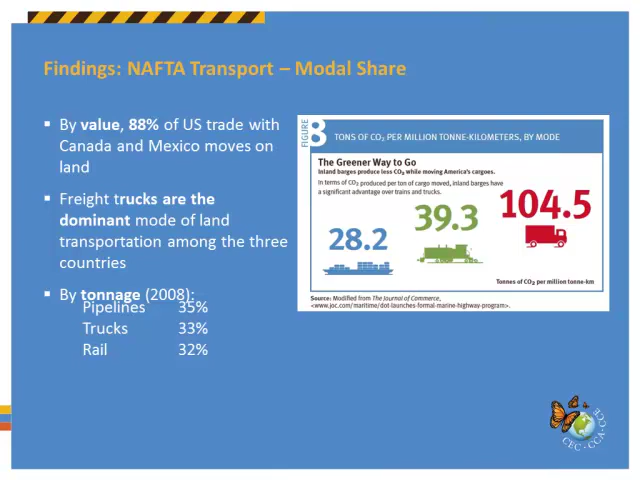 Findings: NAFTA Transport – Modal Share
▪ By value, 88% of US trade with
Canada and Mexico moves on
land
▪ Freight trucks are the
dominant mode of land
transportation among the three
countries
▪ By tonnage (2008):
Pipelines 35%
Trucks 33%
Rail 32%
FIGURE 8 TONS OF CO₂ PER MILLION TONNE-KILOMETERS, BY MODE
The Greener Way to Go
Inland barges produce less CO₂ while moving America's cargoes.
In terms of CO₂ produced per ton of cargo moved, inland barges have
a significant advantage over trains and trucks.
28.2
39.3
104.5
Tonnes of CO₂ per million tonne-km
Source: Modified from The Journal of Commerce,
<www.joc.com/maritime/dot-launches-formal-marine-highway-program>.
CEC · CCA · CCE